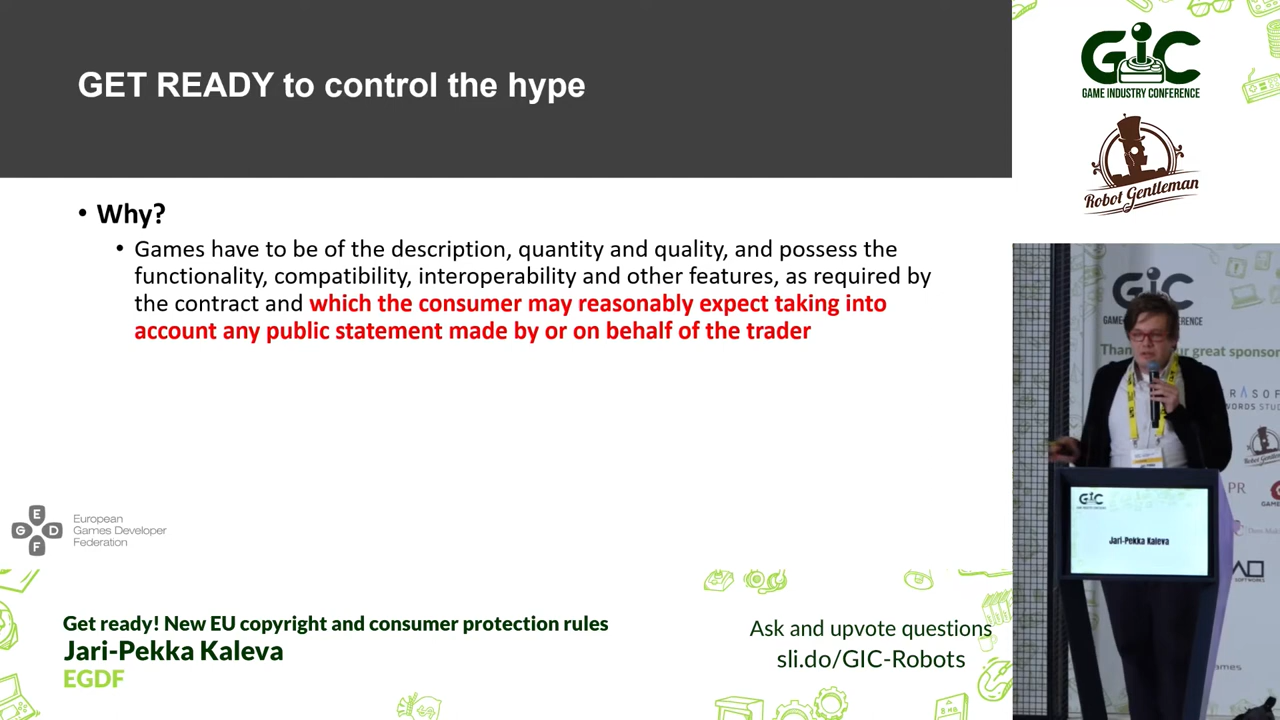 GET READY to control the hype
• Why?
• Games have to be of the description, quantity and quality, and possess the
functionality, compatibility, interoperability and other features, as required by
the contract and which the consumer may reasonably expect taking into
account any public statement made by or on behalf of the trader
E
G D
F
European
Games Developer
Federation
Get ready! New EU copyright and consumer protection rules
Jari-Pekka Kaleva
EGDF
Ask and upvote questions
sli.do/GIC-Robots
GIC
GAME INDUSTRY CONFERENCE
Robot Gentleman
GIC
Jari-Pekka Kaleva